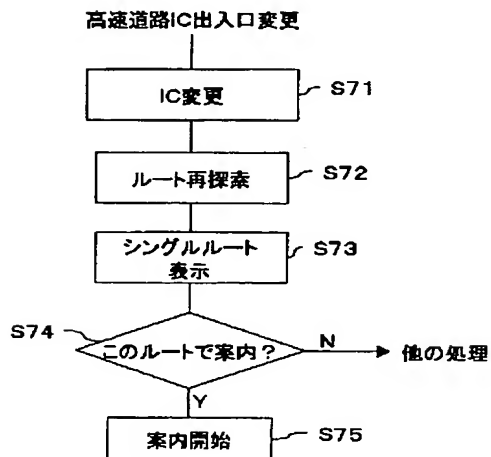 高速道路IC出入口変更
IC変更
S71
ルート再探索
S72
シングルルート
表示
S73
S74
このルートで案内？
N
他の処理
Y
案内開始
S75